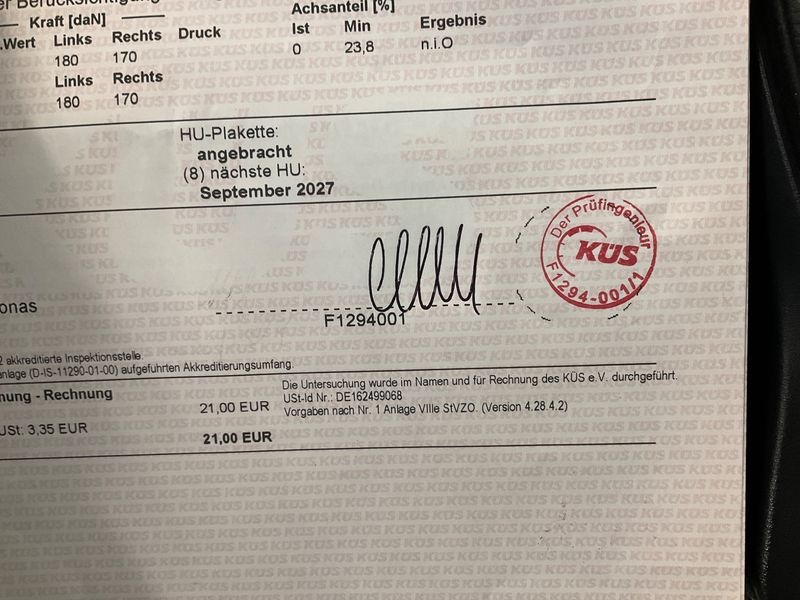 Kraft [daN] Achsanteil [%]
.Wert Links Rechts Druck Ist Min Ergebnis
180 170 0 23,8 n.i.O
Links Rechts
180 170
HU-Plakette:
angebracht
(8) nächste HU:
September 2027
Der Prüfingenieur
KÜS
F1294-001/1
onas
F1294001
2 akkreditierte Inspektionsstelle.
nlage (D-IS-11290-01-00) aufgeführten Akkreditierungsumfang.
nung - Rechnung
21,00 EUR
USt: 3,35 EUR
21,00 EUR
Die Untersuchung wurde im Namen und für Rechnung des KÜS e.V. durchgeführt.
USt-Id Nr.: DE162499068
Vorgaben nach Nr. 1 Anlage VIIIe StVZO. (Version 4.28.4.2)